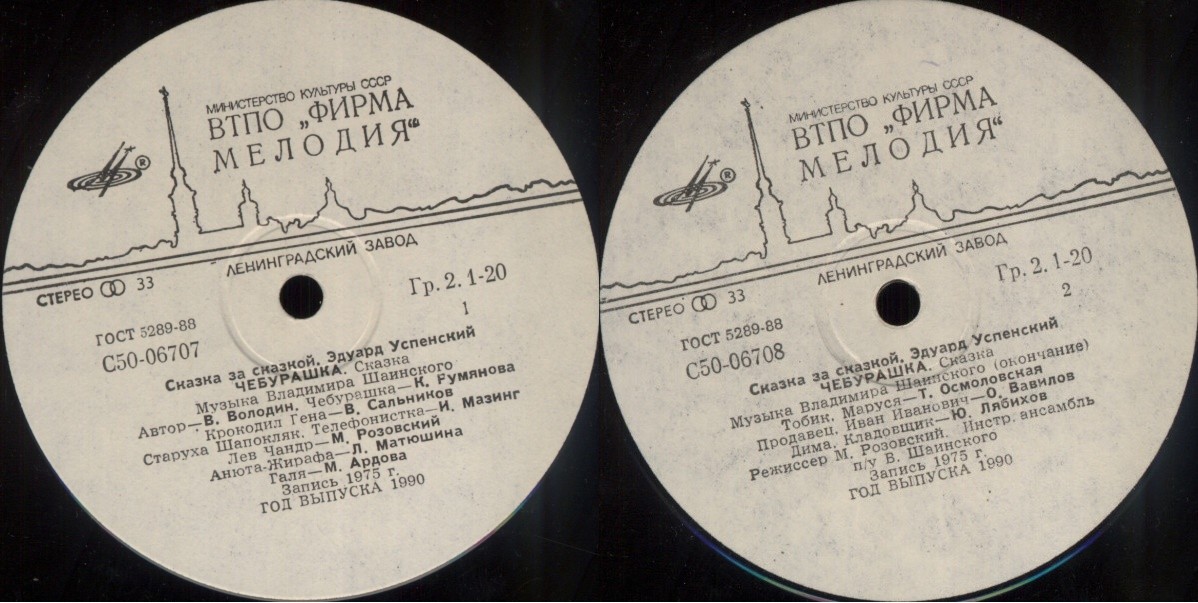 МИНИСТЕРСТВО КУЛЬТУРЫ СССР
ВТПО „ФИРМА
МЕЛОДИЯ“
®
ЛЕНИНГРАДСКИЙ ЗАВОД
СТЕРЕО 33
Гр. 2. 1-20
ГОСТ 5289-88
1
С50-06707
Сказка за сказкой. Эдуард Успенский
ЧЕБУРАШКА. Сказка
Музыка Владимира Шаинского
Автор—В. Володин. Чебурашка—К. Румянова
Крокодил Гена—В. Сальников
Старуха Шапокляк. Телефонистка—И. Мазинг
Лев Чандр—М. Розовский
Анюта-Жирафа—Л. Матюшина
Галя—М. Ардова
Запись 1975 г.
ГОД ВЫПУСКА 1990
МИНИСТЕРСТВО КУЛЬТУРЫ СССР
ВТПО „ФИРМА
МЕЛОДИЯ“
®
ЛЕНИНГРАДСКИЙ ЗАВОД
СТЕРЕО 33
Гр. 2. 1-20
ГОСТ 5289-88
2
С50-06708
Сказка за сказкой. Эдуард Успенский
ЧЕБУРАШКА. Сказка
Музыка Владимира Шаинского (окончание)
Тобик, Маруся—Т. Осмоловская
Продавец, Иван Иванович—О. Вавилов
Дима, Кладовщик—Ю. Лябихов
Режиссер М. Розовский. Инстр. ансамбль
п/у В. Шаинского
Запись 1975 г.
ГОД ВЫПУСКА 1990